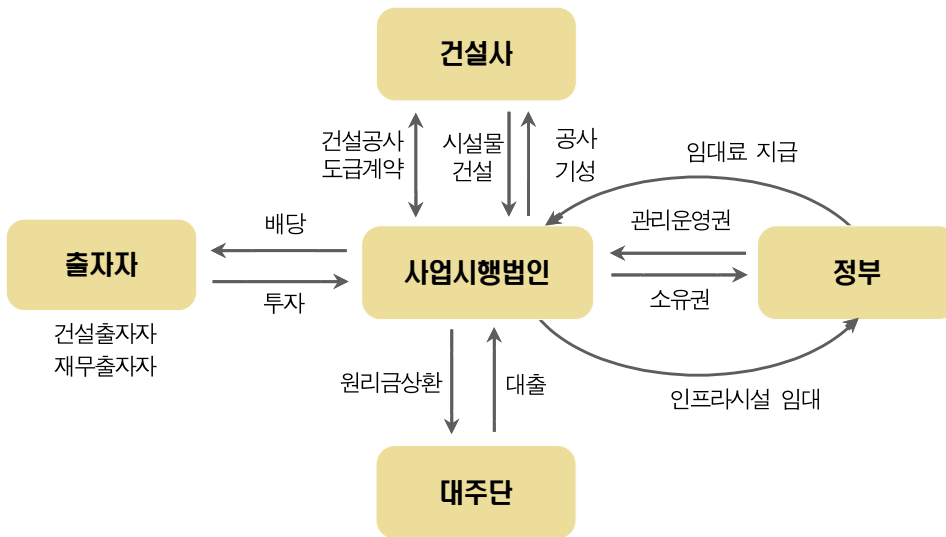 건설사
건설공사
도급계약
시설물
건설
공사
기성
임대료 지급
배당
관리운영권
출자자
사업시행법인
정부
투자
소유권
건설출자자
재무출자자
원리금상환
대출
인프라시설 임대
대주단